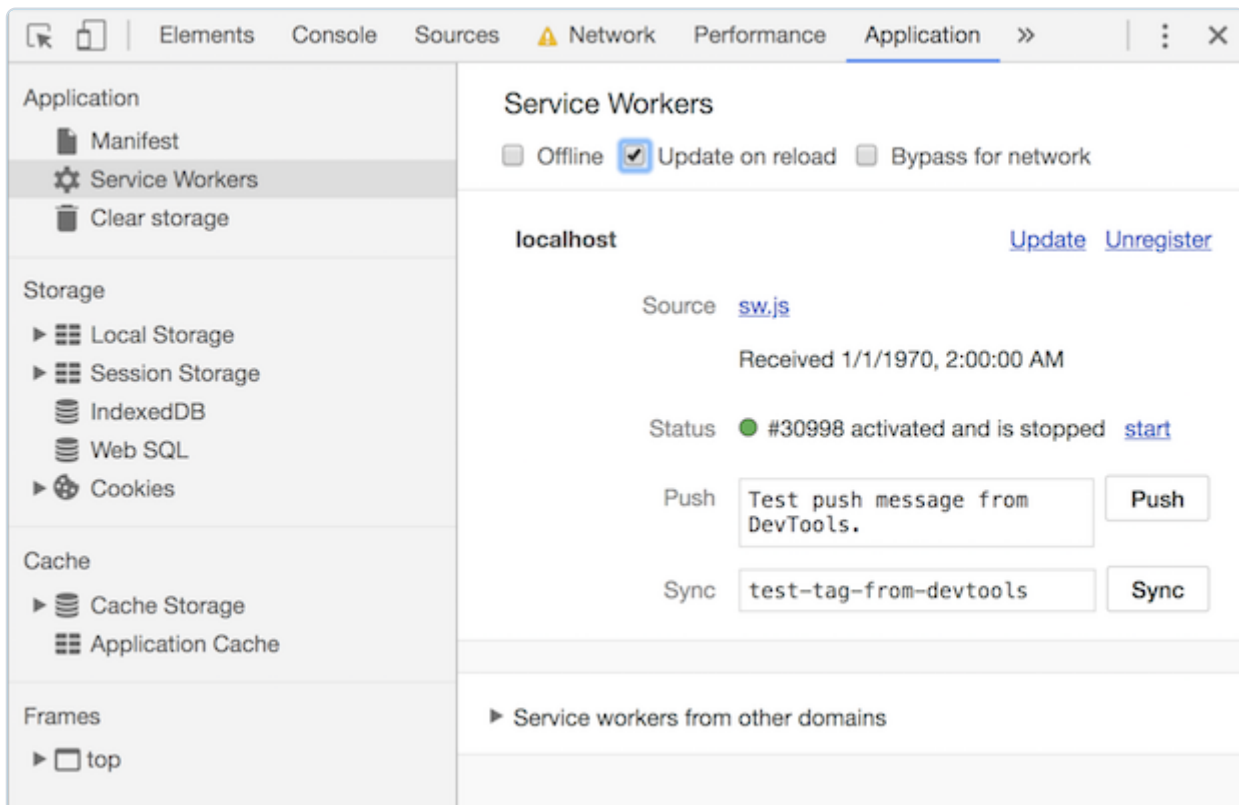 Elements Console Sources Network Performance Application »
Application
Manifest
Service Workers
Clear storage
Storage
Local Storage
Session Storage
IndexedDB
Web SQL
Cookies
Cache
Cache Storage
Application Cache
Frames
top
Service Workers
Offline Update on reload Bypass for network
localhost Update Unregister
Source sw.js
Received 1/1/1970, 2:00:00 AM
Status #30998 activated and is stopped start
Push Test push message from Push
DevTools.
Sync test-tag-from-devtools Sync
Service workers from other domains